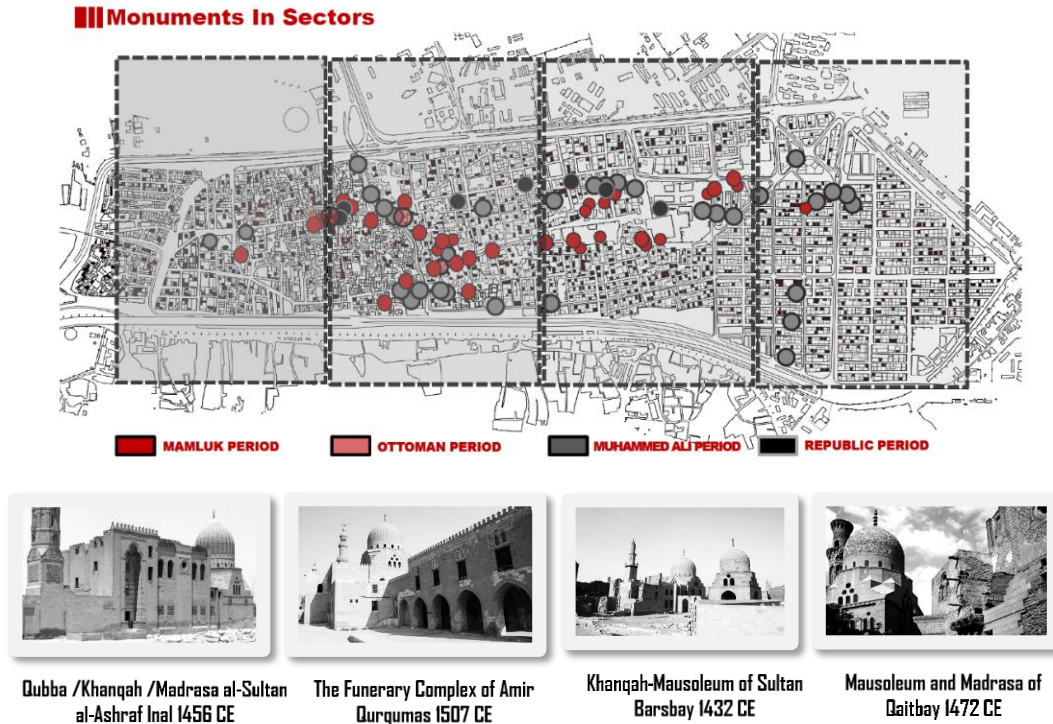 Monuments In Sectors
MAMLUK PERIOD
OTTOMAN PERIOD
MUHAMMED ALI PERIOD
REPUBLIC PERIOD
Qubba /Khanqah /Madrasa al-Sultan
al-Ashraf Inal 1456 CE
The Funerary Complex of Amir
Qurqumas 1507 CE
Khanqah-Mausoleum of Sultan
Barsbay 1432 CE
Mausoleum and Madrasa of
Qaitbay 1472 CE